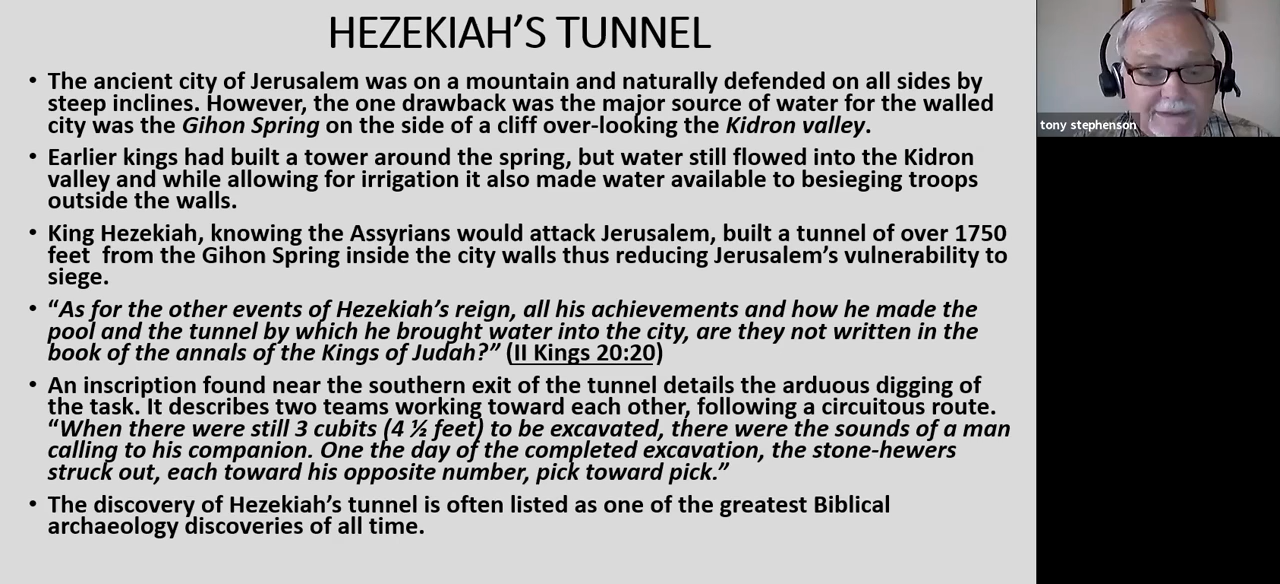 HEZEKIAH'S TUNNEL
• The ancient city of Jerusalem was on a mountain and naturally defended on all sides by
steep inclines. However, the one drawback was the major source of water for the walled
city was the Gihon Spring on the side of a cliff over-looking the Kidron valley.
• Earlier kings had built a tower around the spring, but water still flowed into the Kidron
valley and while allowing for irrigation it also made water available to besieging troops
outside the walls.
• King Hezekiah, knowing the Assyrians would attack Jerusalem, built a tunnel of over 1750
feet  from the Gihon Spring inside the city walls thus reducing Jerusalem's vulnerability to
siege.
• "As for the other events of Hezekiah's reign, all his achievements and how he made the
pool and the tunnel by which he brought water into the city, are they not written in the
book of the annals of the Kings of Judah?" (II Kings 20:20)
• An inscription found near the southern exit of the tunnel details the arduous digging of
the task. It describes two teams working toward each other, following a circuitous route.
"When there were still 3 cubits (4 ½ feet) to be excavated, there were the sounds of a man
calling to his companion. One the day of the completed excavation, the stone-hewers
struck out, each toward his opposite number, pick toward pick."
• The discovery of Hezekiah's tunnel is often listed as one of the greatest Biblical
archaeology discoveries of all time.
tony stephenson